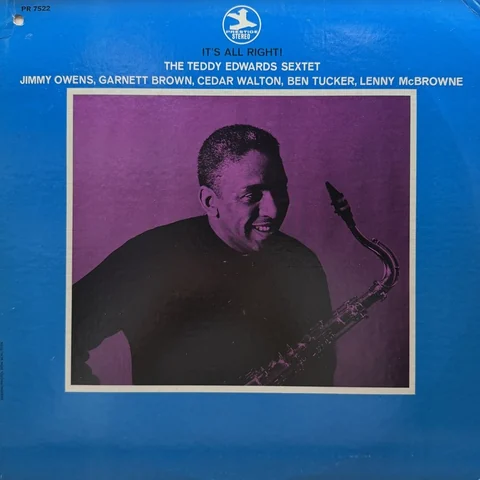 PR 7522
PRESTIGE
STEREO
IT'S ALL RIGHT!
THE TEDDY EDWARDS SEXTET
JIMMY OWENS, GARNETT BROWN, CEDAR WALTON, BEN TUCKER, LENNY McBROWNE